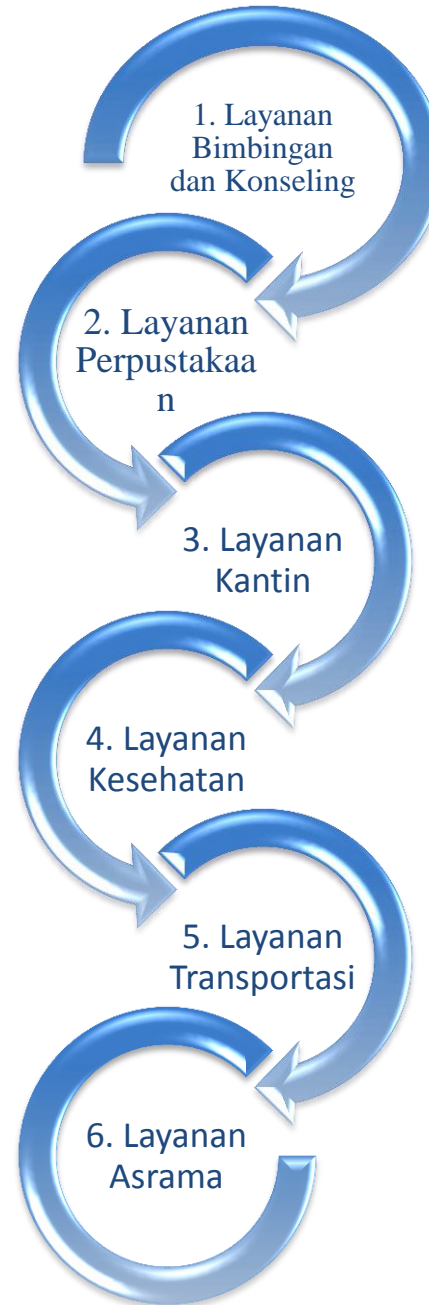 1. Layanan
Bimbingan
dan Konseling
2. Layanan
Perpustakaa
n
3. Layanan
Kantin
4. Layanan
Kesehatan
5. Layanan
Transportasi
6. Layanan
Asrama